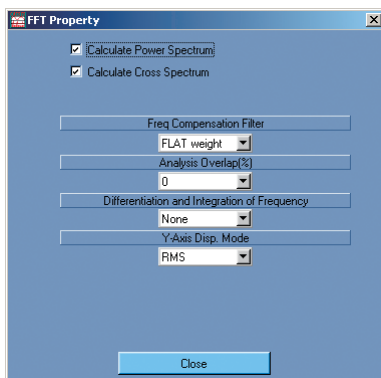 FFT Property
Calculate Power Spectrum
Calculate Cross Spectrum
Freq Compensation Filter
FLAT weight
Analysis Overlap(%)
0
Differentiation and Integration of Frequency
None
Y-Axis Disp. Mode
RMS
Close